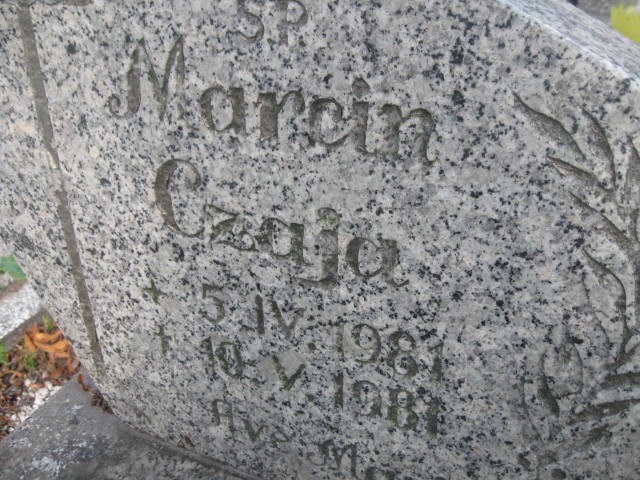 ŚP
Marcin
Czaja
* 5.IV.1981
† 10.V.1981
Ave